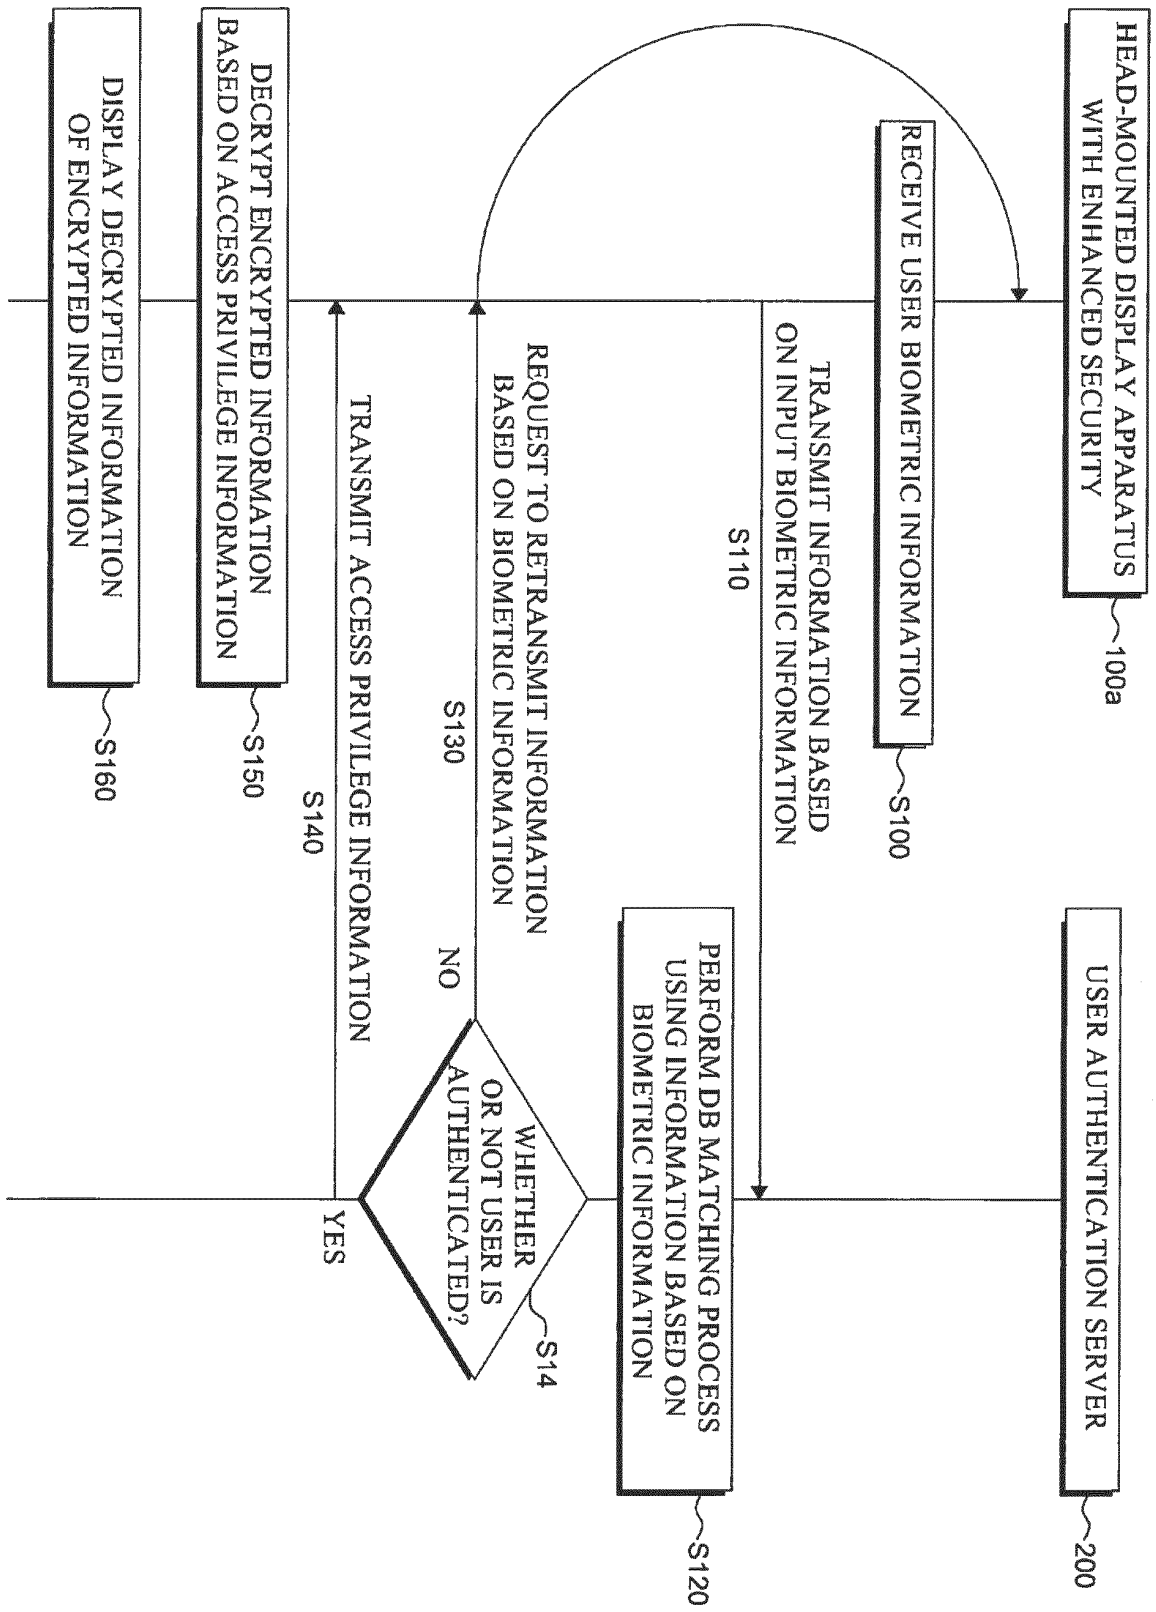 HEAD-MOUNTED DISPLAY APPARATUS
WITH ENHANCED SECURITY
100a
USER AUTHENTICATION SERVER
200
RECEIVE USER BIOMETRIC INFORMATION
S100
TRANSMIT INFORMATION BASED
ON INPUT BIOMETRIC INFORMATION
S110
PERFORM DB MATCHING PROCESS
USING INFORMATION BASED ON
BIOMETRIC INFORMATION
S120
REQUEST TO RETRANSMIT INFORMATION
BASED ON BIOMETRIC INFORMATION
S130
NO
WHETHER
OR NOT USER IS
AUTHENTICATED?
S14
TRANSMIT ACCESS PRIVILEGE INFORMATION
S140
YES
DECRYPT ENCRYPTED INFORMATION
BASED ON ACCESS PRIVILEGE INFORMATION
S150
DISPLAY DECRYPTED INFORMATION
OF ENCRYPTED INFORMATION
S160